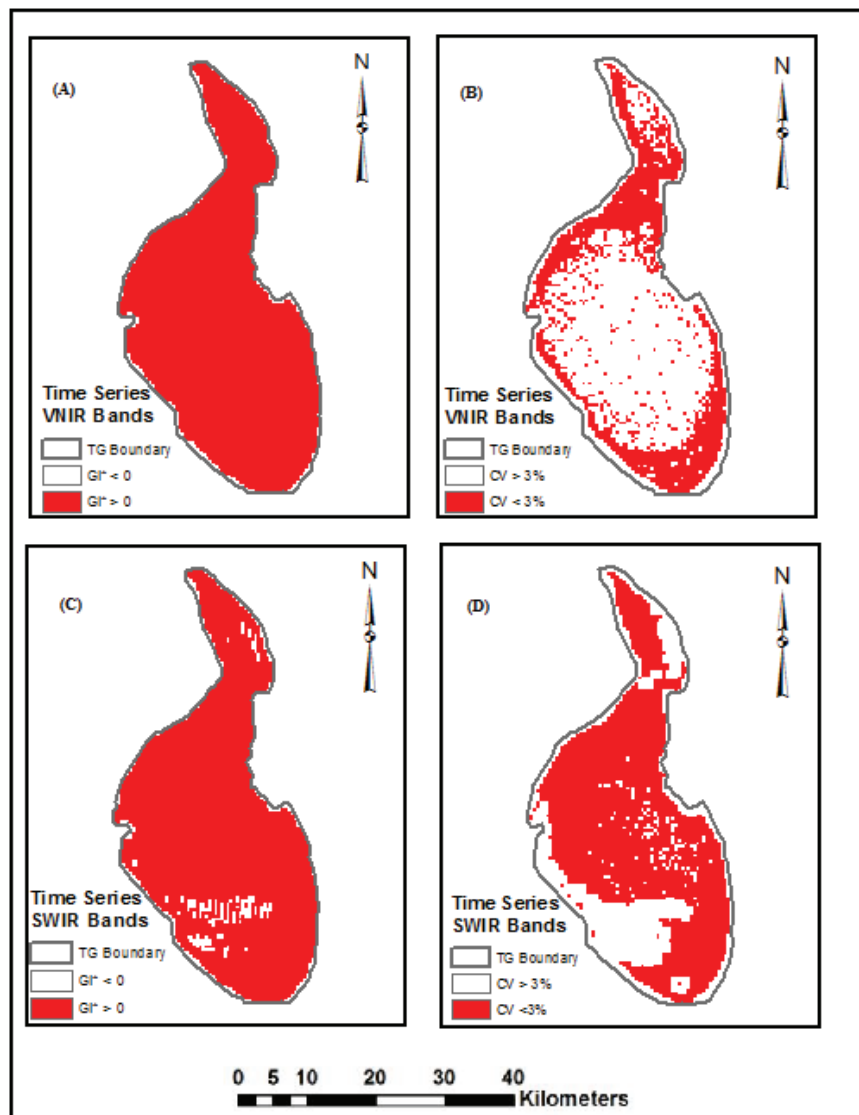 (A)
N
Time Series
VNIR Bands
TG Boundary
GI* < 0
GI* > 0
(B)
N
Time Series
VNIR Bands
TG Boundary
CV > 3%
CV < 3%
(C)
N
Time Series
SWIR Bands
TG Boundary
GI* < 0
GI* > 0
(D)
N
Time Series
SWIR Bands
TG Boundary
CV > 3%
CV <3%
0 5 10 20 30 40
Kilometers